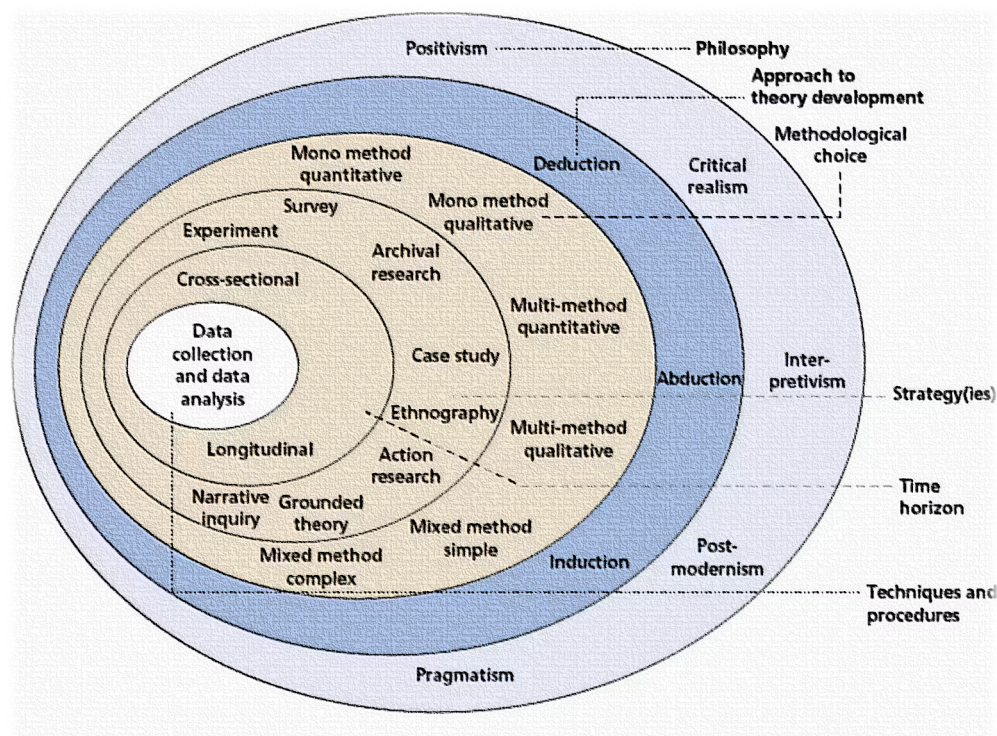 Positivism
Philosophy
Approach to
theory development
Methodological
choice
Deduction
Critical
realism
Mono method
quantitative
Mono method
qualitative
Survey
Experiment
Archival
research
Cross-sectional
Multi-method
quantitative
Data
collection
and data
analysis
Case study
Abduction
Inter-
pretivism
Strategy(ies)
Ethnography
Multi-method
qualitative
Longitudinal
Action
research
Time
horizon
Narrative
inquiry
Grounded
theory
Mixed method
simple
Mixed method
complex
Induction
Post-
modernism
Techniques and
procedures
Pragmatism